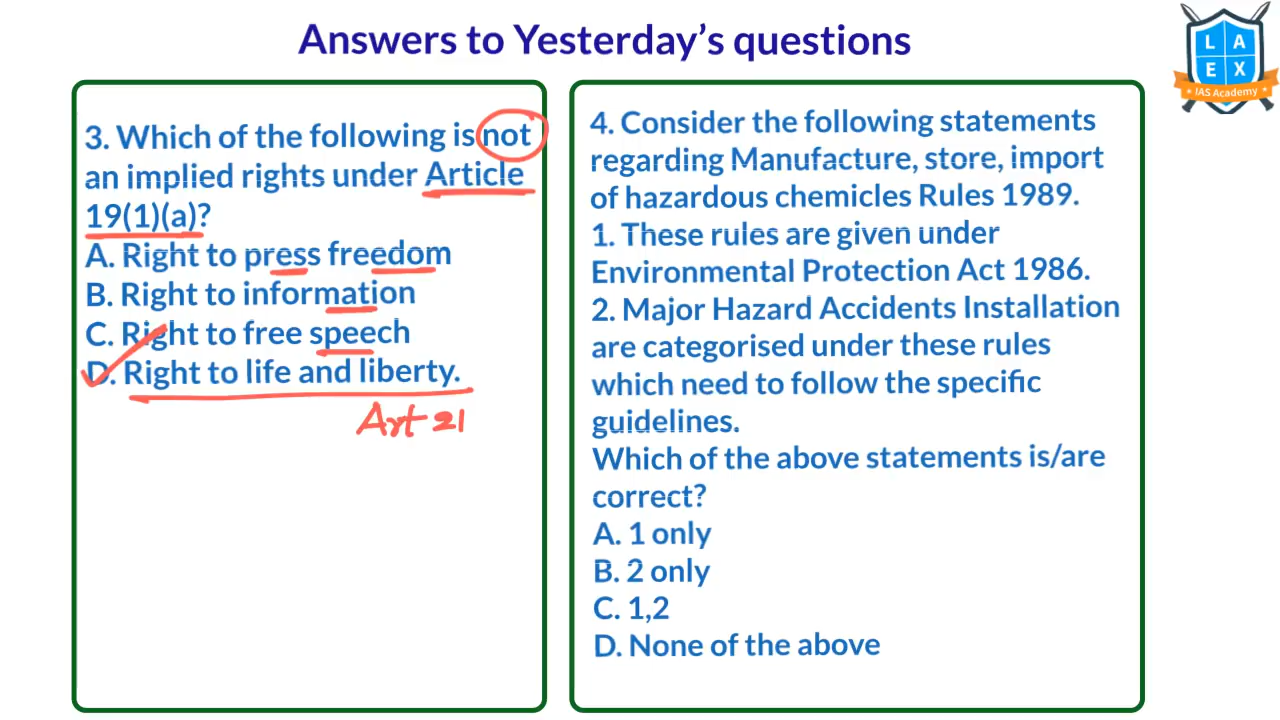 Answers to Yesterday's questions
L A
E X
IAS Academy
3. Which of the following is not
an implied rights under Article
19(1)(a)?
A. Right to press freedom
B. Right to information
C. Right to free speech
D. Right to life and liberty.
Art 21
4. Consider the following statements
regarding Manufacture, store, import
of hazardous chemicles Rules 1989.
1. These rules are given under
Environmental Protection Act 1986.
2. Major Hazard Accidents Installation
are categorised under these rules
which need to follow the specific
guidelines.
Which of the above statements is/are
correct?
A. 1 only
B. 2 only
C. 1,2
D. None of the above